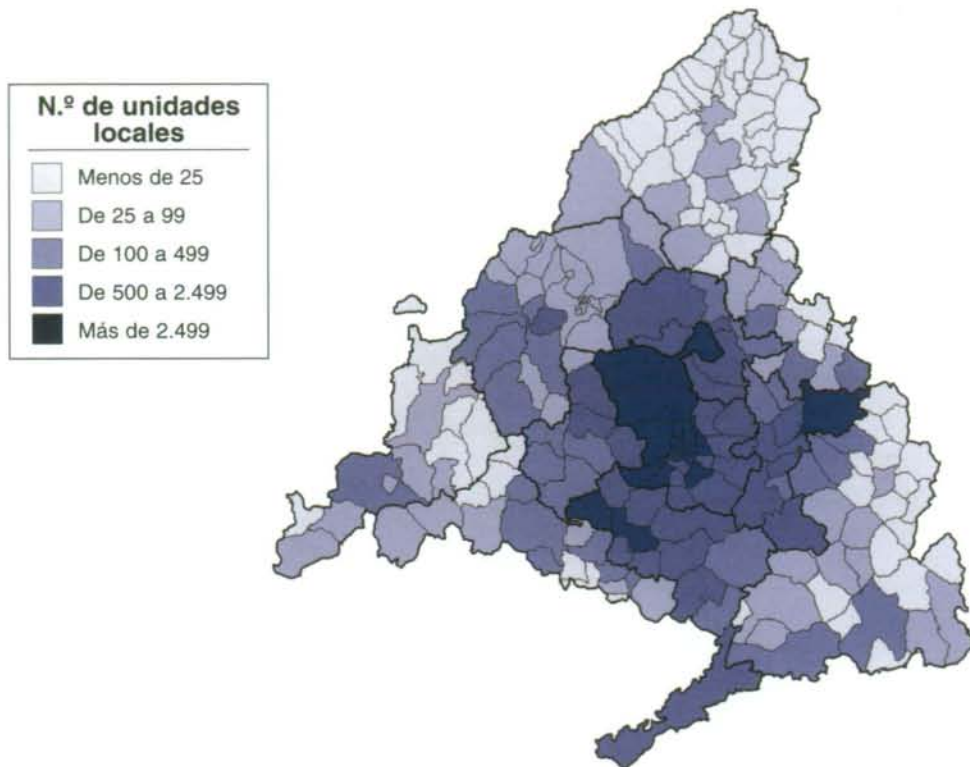 N.º de unidades
locales
Menos de 25
De 25 a 99
De 100 a 499
De 500 a 2.499
Más de 2.499